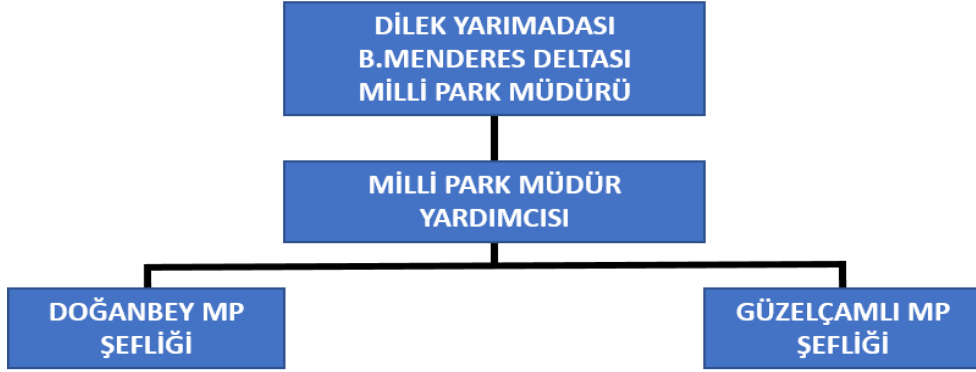 DİLEK YARIMADASI
B.MENDERES DELTASI
MİLLİ PARK MÜDÜRÜ
MİLLİ PARK MÜDÜR
YARDIMCISI
DOĞANBEY MP
ŞEFLİĞİ
GÜZELÇAMLI MP
ŞEFLİĞİ